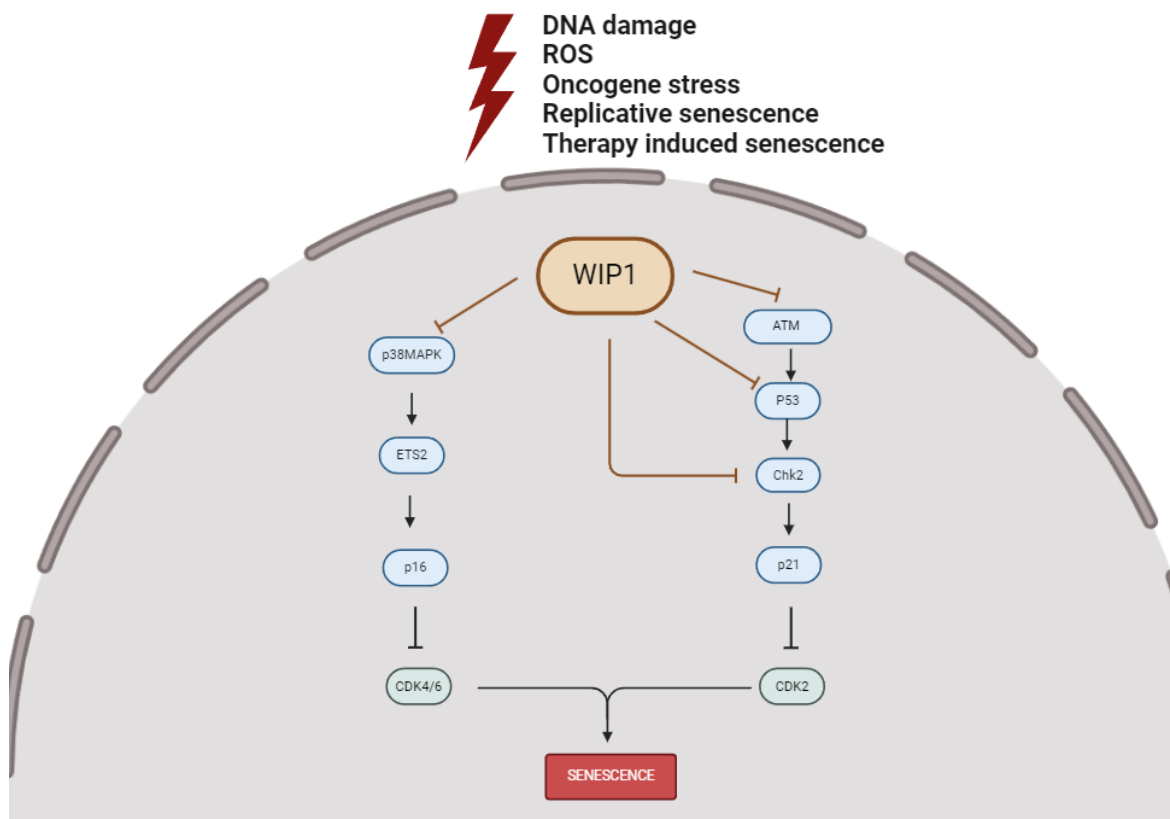 DNA damage
ROS
Oncogene stress
Replicative senescence
Therapy induced senescence
WIP1
ATM
p38MAPK
P53
ETS2
Chk2
p16
p21
CDK4/6
CDK2
SENESCENCE